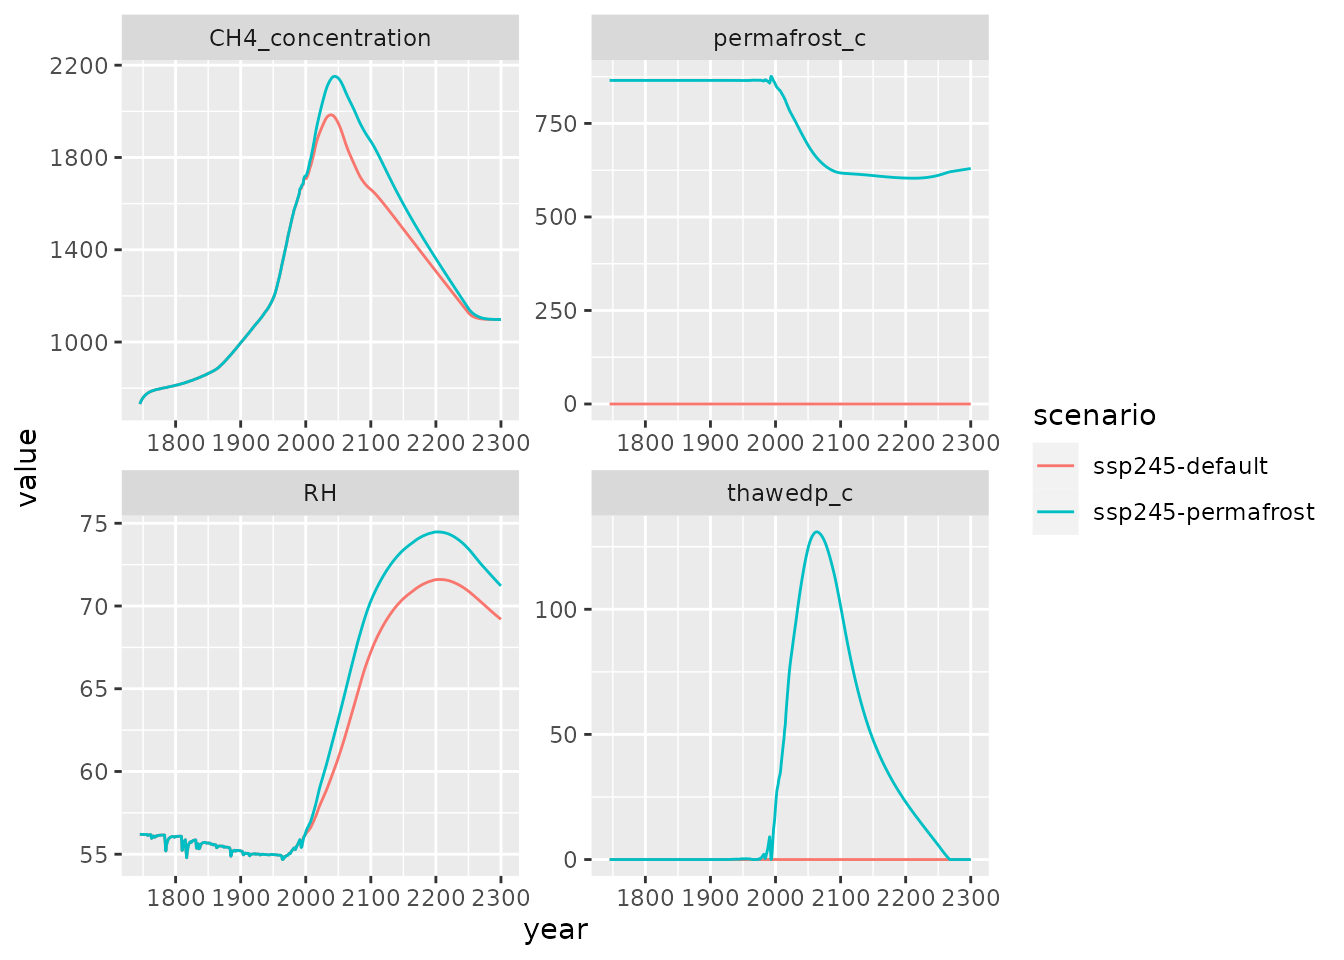 CH4_concentration
permafrost_c
2200
1800
1400
1000
750
500
250
0
1800 1900 2000 2100 2200 2300
1800 1900 2000 2100 2200 2300
RH
thawedp_c
75
70
65
60
55
100
50
0
1800 1900 2000 2100 2200 2300
1800 1900 2000 2100 2200 2300
value
year
scenario
ssp245-default
ssp245-permafrost